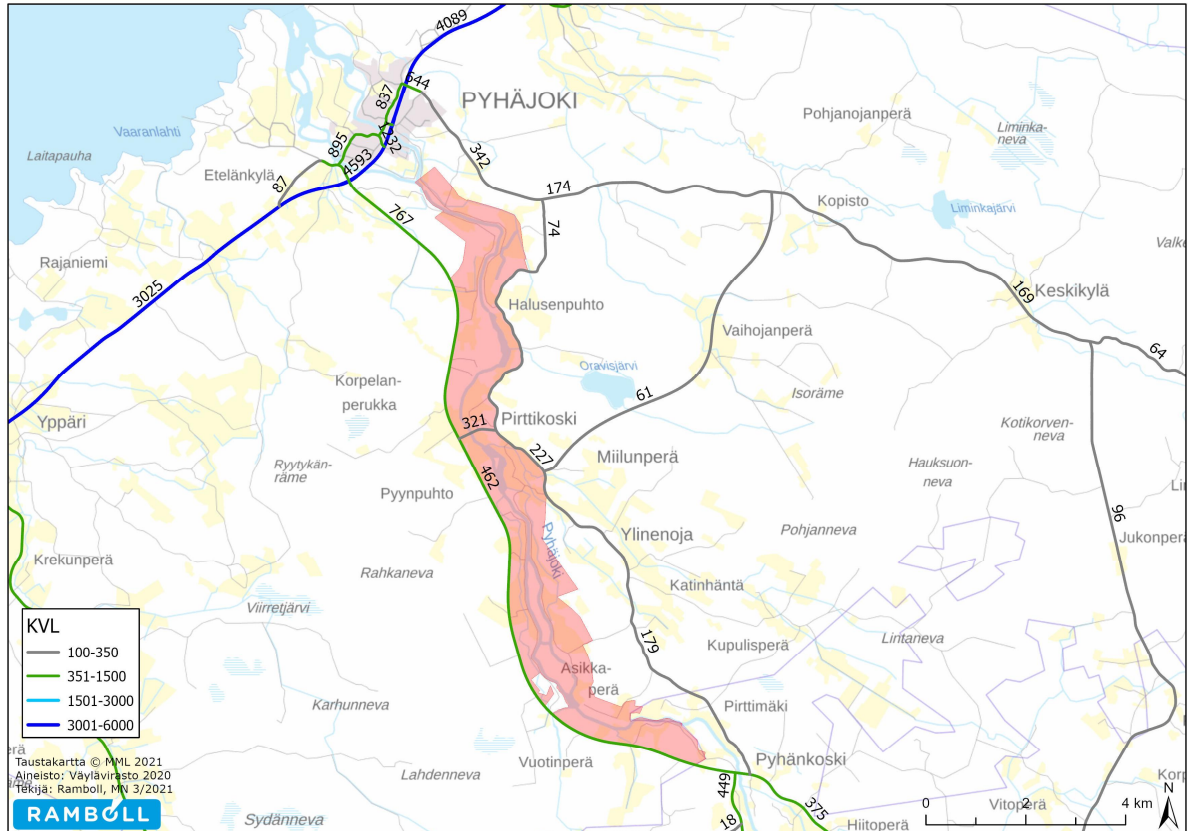 4089
644
PYHÄJOKI
837
Pohjanojanperä
Liminka-
neva
Vaaranlahti
1232
895
Laitapauha
4593
342
Etelänkylä
87
174
Kopisto
Liminkajärvi
767
74
Valke
Rajaniemi
3025
169
Keskikylä
Halusenpuhto
Vaihojanperä
64
Oravisjärvi
Korpelan-
perukka
61
Isoräme
Yppäri
321
Pirttikoski
Kotikorven-
neva
227
Miilunperä
Ryytykän-
räme
462
Hauksuon-
neva
Pyynpuhto
96
Pyhäjoki
Ylinenoja
Pohjanneva
Jukonperä
Krekunperä
Rahkaneva
Katinhäntä
Viirretjärvi
KVL
100-350
351-1500
1501-3000
3001-6000
179
Kupulisperä
Lintaneva
Asikka-
perä
Karhunneva
Pirttimäki
Taustakartta © MML 2021
Aineisto: Väylävirasto 2020
Tekijä: Ramboll, MN 3/2021
RAMBOLL
Lahdenneva
Vuotinperä
Pyhänkoski
449
375
18
Sydänneva
Hiitoperä
Vitoperä
0 2 4 km
N